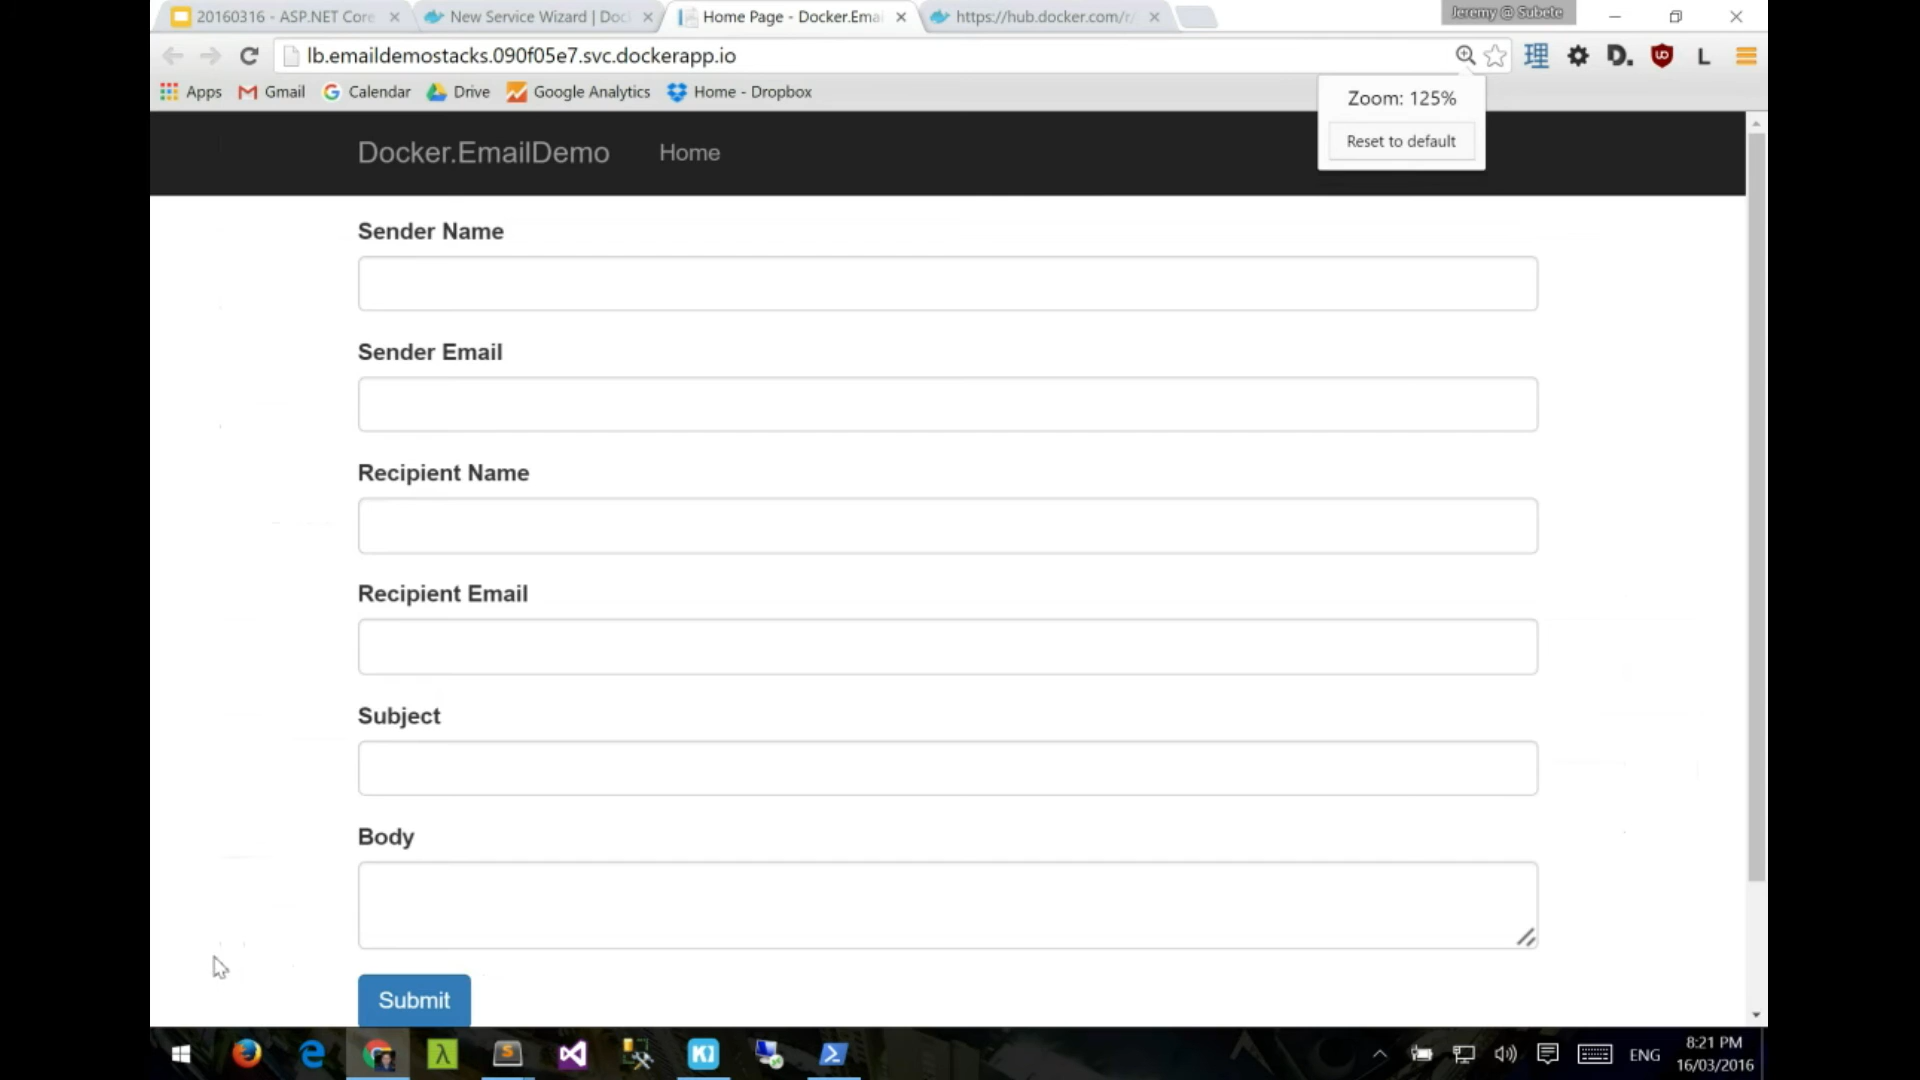 20160316 - ASP.NET Core
New Service Wizard | Doc
Home Page - Docker.Emai
https://hub.docker.com/r/
Jeremy @ Subete
lb.emaildemostacks.090f05e7.svc.dockerapp.io
理
D.
L
Apps
Gmail
Calendar
Drive
Google Analytics
Home - Dropbox
Zoom: 125%
Reset to default
Docker.EmailDemo
Home
Sender Name
Sender Email
Recipient Name
Recipient Email
Subject
Body
Submit
ENG
8:21 PM
16/03/2016